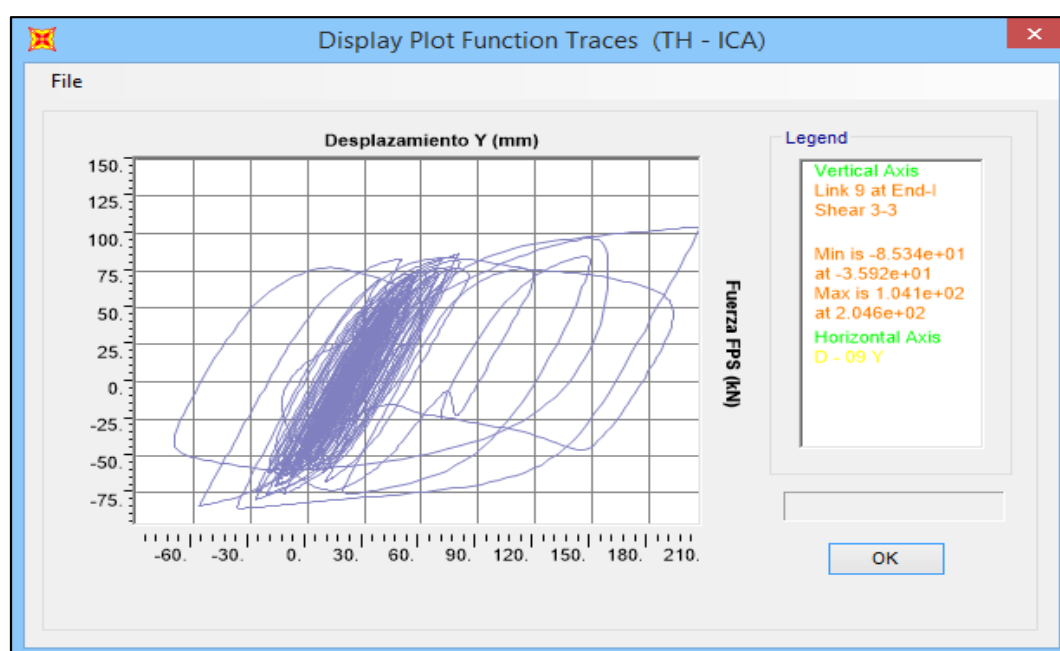 Display Plot Function Traces (TH - ICA)
File
Desplazamiento Y (mm)
150.
125.
100.
75.
50.
25.
0.
-25.
-50.
-75.
-60. -30. 0. 30. 60. 90. 120. 150. 180. 210.
Fuerza FPS (kN)
Legend
Vertical Axis
Link 9 at End-I
Shear 3-3
Min is -8.534e+01
at -3.592e+01
Max is 1.041e+02
at 2.046e+02
Horizontal Axis
D - 09 Y
OK